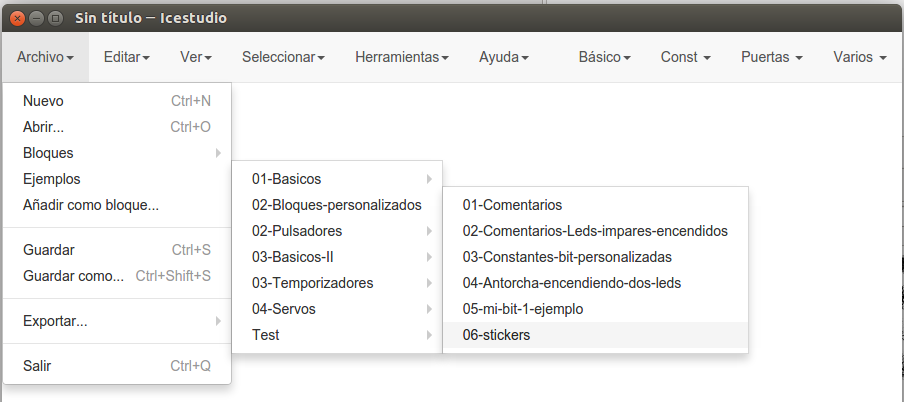 Sin título – Icestudio
Archivo Editar Ver Seleccionar Herramientas Ayuda Básico Const Puertas Varios
Nuevo Ctrl+N
Abrir... Ctrl+O
Bloques
Ejemplos
Añadir como bloque...
Guardar Ctrl+S
Guardar como... Ctrl+Shift+S
Exportar...
Salir Ctrl+Q
01-Basicos
02-Bloques-personalizados
02-Pulsadores
03-Basicos-II
03-Temporizadores
04-Servos
Test
01-Comentarios
02-Comentarios-Leds-impares-encendidos
03-Constantes-bit-personalizadas
04-Antorcha-encendiendo-dos-leds
05-mi-bit-1-ejemplo
06-stickers